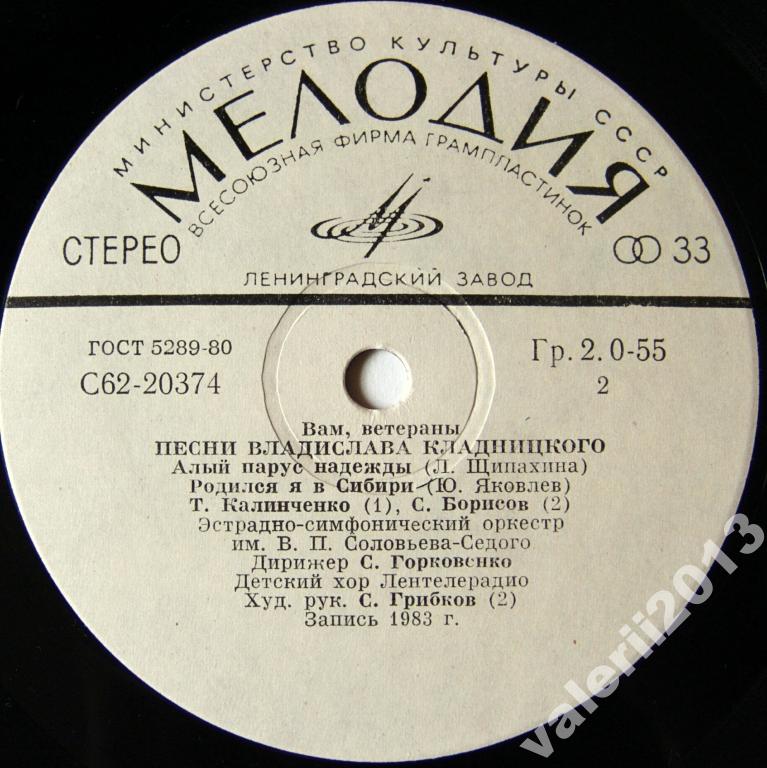 МИНИСТЕРСТВО КУЛЬТУРЫ СССР
МЕЛОДИЯ
ВСЕСОЮЗНАЯ ФИРМА ГРАМПЛАСТИНОК
СТЕРЕО
33
ЛЕНИНГРАДСКИЙ ЗАВОД
ГОСТ 5289-80
Гр. 2. 0-55
С62-20374
2
Вам, ветераны
ПЕСНИ ВЛАДИСЛАВА КЛАДНИЦКОГО
Алый парус надежды (Л. Щипахина)
Родился я в Сибири (Ю. Яковлев)
Т. Калинченко (1), С. Борисов (2)
Эстрадно-симфонический оркестр
им. В. П. Соловьева-Седого
Дирижер С. Горковенко
Детский хор Лентелерадио
Худ. рук. С. Грибков (2)
Запись 1983 г.
valerii2013